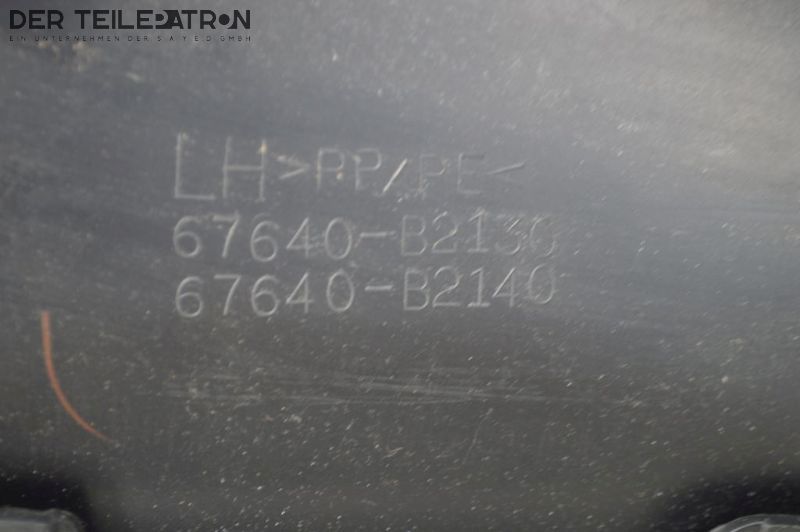 DER TEILEPATRON
EIN UNTERNEHMEN DER S A Y E D GMBH
LH >PP/PE<
67640-B2130
67640-B2140